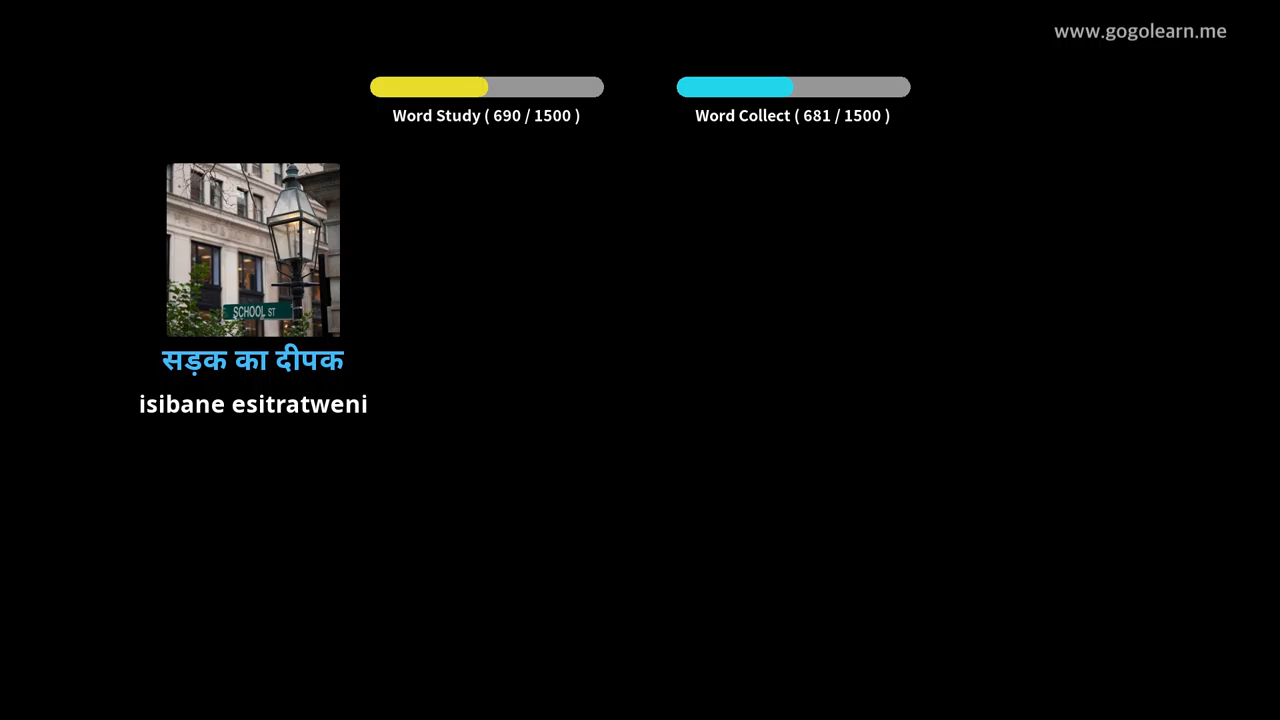 www.gogolearn.me
Word Study ( 690 / 1500 )
Word Collect ( 681 / 1500 )
SCHOOL ST
सड़क का दीपक
isibane esitratweni